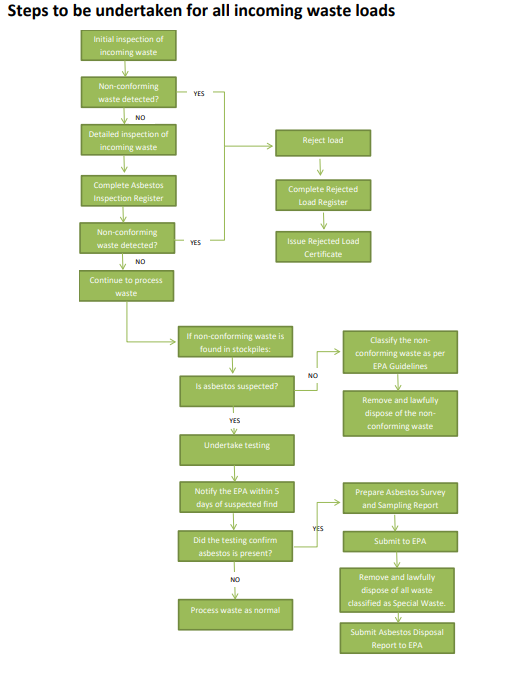 Steps to be undertaken for all incoming waste loads
Initial inspection of
incoming waste
Non-conforming
waste detected?
YES
NO
Detailed inspection of
incoming waste
Reject load
Complete Asbestos
Inspection Register
Complete Rejected
Load Register
Non-conforming
waste detected?
YES
Issue Rejected Load
Certificate
NO
Continue to process
waste
If non-conforming waste is
found in stockpiles:
Classify the non-
conforming waste as per
EPA Guidelines
Is asbestos suspected?
NO
Remove and lawfully
dispose of the non-
conforming waste
YES
Undertake testing
Notify the EPA within 5
days of suspected find
Prepare Asbestos Survey
and Sampling Report
YES
Did the testing confirm
asbestos is present?
Submit to EPA
NO
Remove and lawfully
dispose of all waste
classified as Special Waste.
Process waste as normal
Submit Asbestos Disposal
Report to EPA